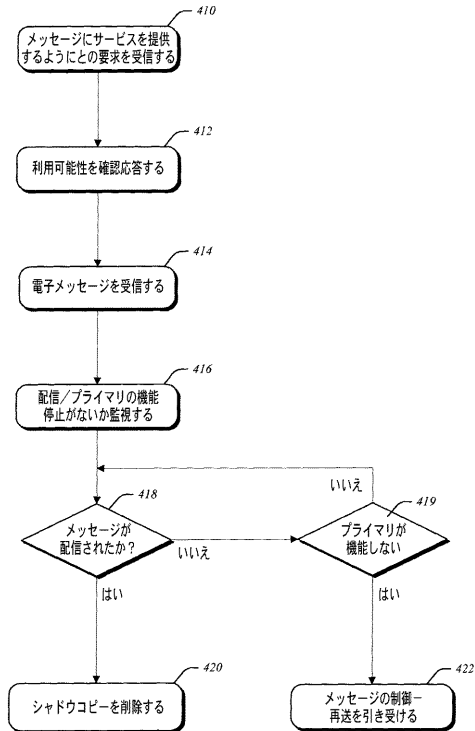 410
メッセージにサービスを提供
するようにとの要求を受信する
412
利用可能性を確認応答する
414
電子メッセージを受信する
416
配信／プライマリの機能
停止がないか監視する
いいえ
418
メッセージが
配信されたか？
いいえ
419
プライマリが
機能しない
はい
はい
420
シャドウコピーを削除する
422
メッセージの制御－
再送を引き受ける